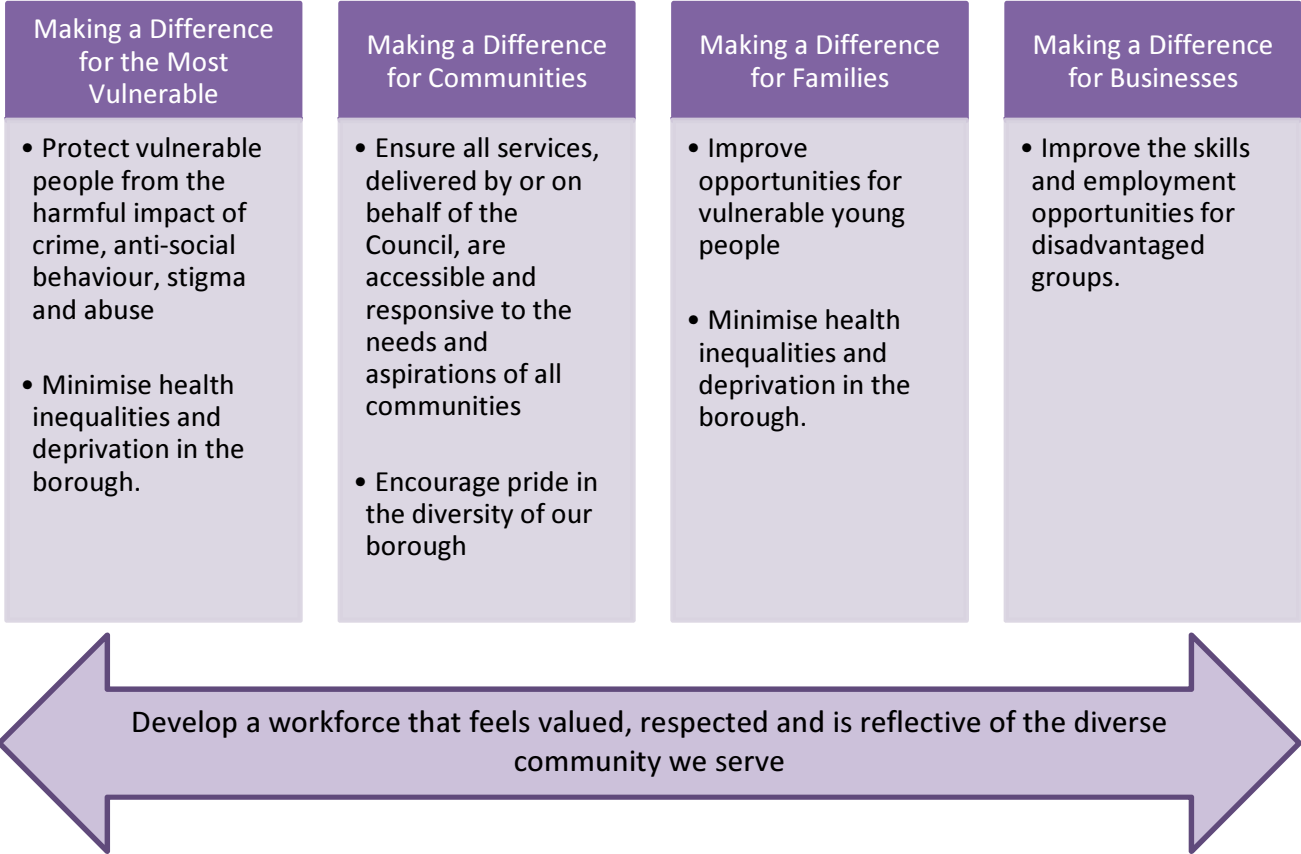 Making a Difference
for the Most
Vulnerable
• Protect vulnerable
people from the
harmful impact of
crime, anti-social
behaviour, stigma
and abuse
• Minimise health
inequalities and
deprivation in the
borough.
Making a Difference
for Communities
• Ensure all services,
delivered by or on
behalf of the
Council, are
accessible and
responsive to the
needs and
aspirations of all
communities
• Encourage pride in
the diversity of our
borough
Making a Difference
for Families
• Improve
opportunities for
vulnerable young
people
• Minimise health
inequalities and
deprivation in the
borough.
Making a Difference
for Businesses
• Improve the skills
and employment
opportunities for
disadvantaged
groups.
Develop a workforce that feels valued, respected and is reflective of the diverse
community we serve